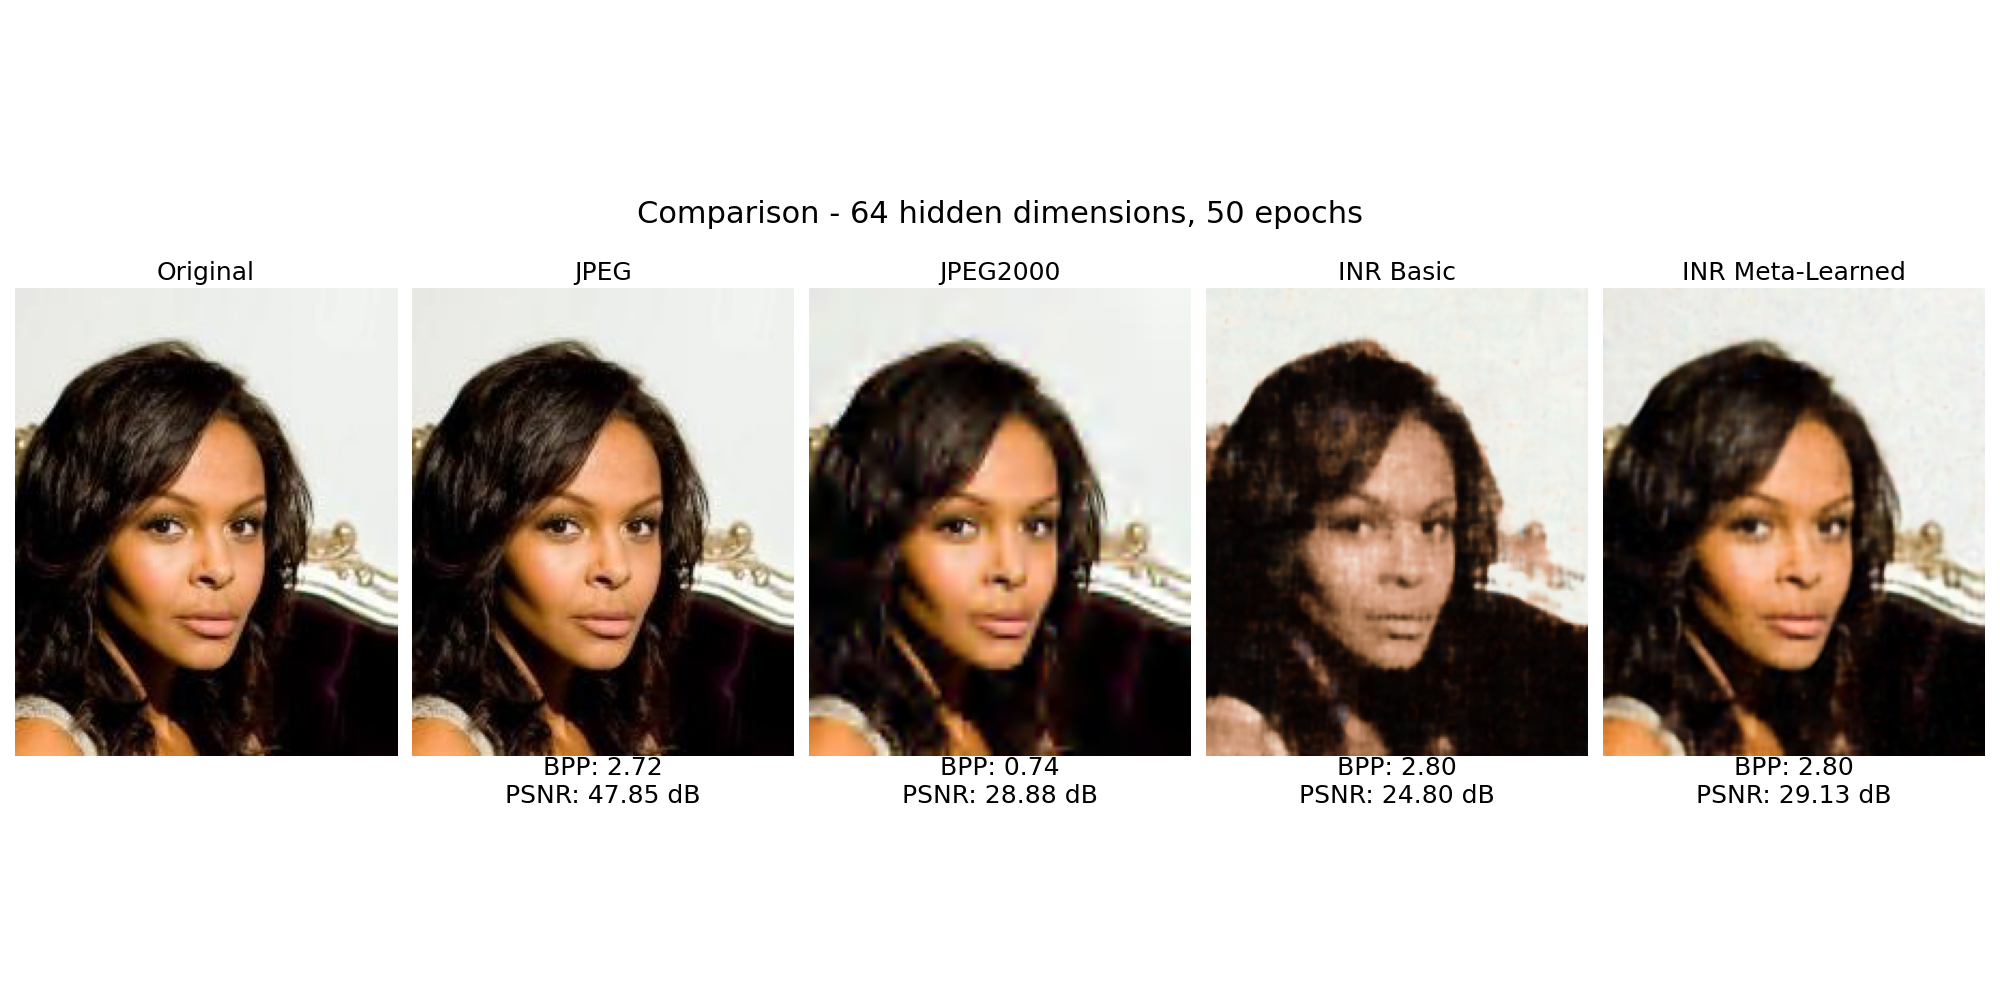 Comparison - 64 hidden dimensions, 50 epochs
Original
JPEG
JPEG2000
INR Basic
INR Meta-Learned
BPP: 2.72
PSNR: 47.85 dB
BPP: 0.74
PSNR: 28.88 dB
BPP: 2.80
PSNR: 24.80 dB
BPP: 2.80
PSNR: 29.13 dB